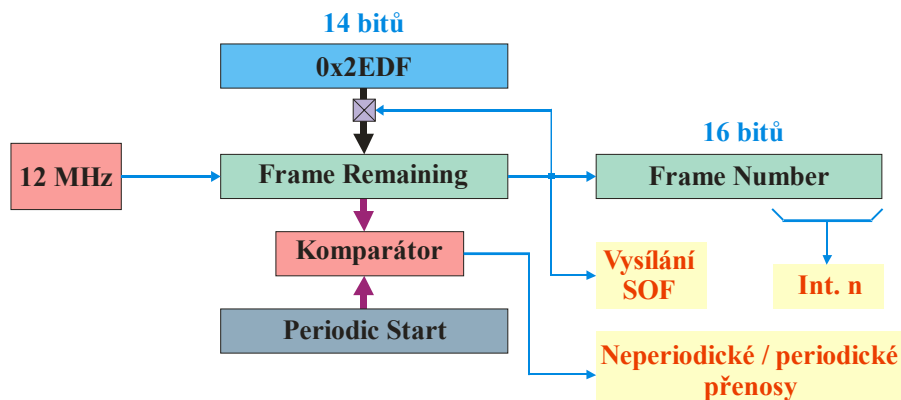 14 bitů
0x2EDF
16 bitů
12 MHz
Frame Remaining
Frame Number
Komparátor
Vysílání
SOF
Int. n
Periodic Start
Neperiodické / periodické
přenosy